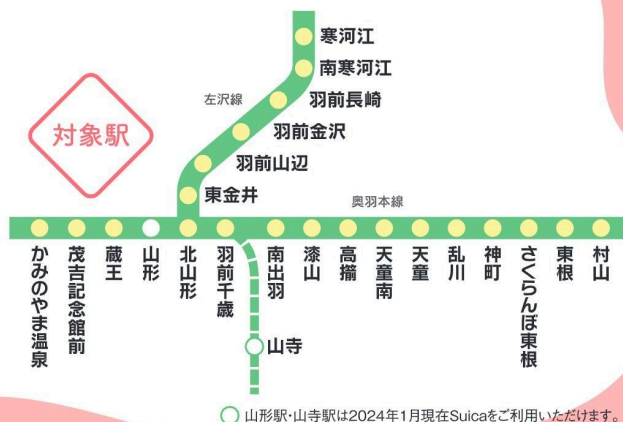 寒河江
南寒河江
羽前長崎
左沢線
羽前金沢
対象駅
羽前山辺
東金井
奥羽本線
かみのやま温泉
茂吉記念館前
蔵王
山形
北山形
羽前千歳
南出羽
漆山
高擶
天童南
天童
乱川
神町
さくらんぼ東根
東根
村山
山寺
山形駅・山寺駅は2024年1月現在Suicaをご利用いただけます。